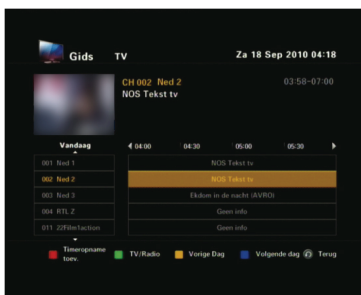 Gids TV Za 18 Sep 2010 04:18
CH 002 Ned 2 03:58-07:00
NOS Tekst tv
Vandaag 04:00 04:30 05:00 05:30
001 Ned 1 NOS Tekst tv
002 Ned 2 NOS Tekst tv
003 Ned 3 Ekdom in de nacht (AVRO)
004 RTL Z Geen info
011 2/Film1action Geen info
Timeropname toev. TV/Radio Vorige Dag Volgende dag Terug